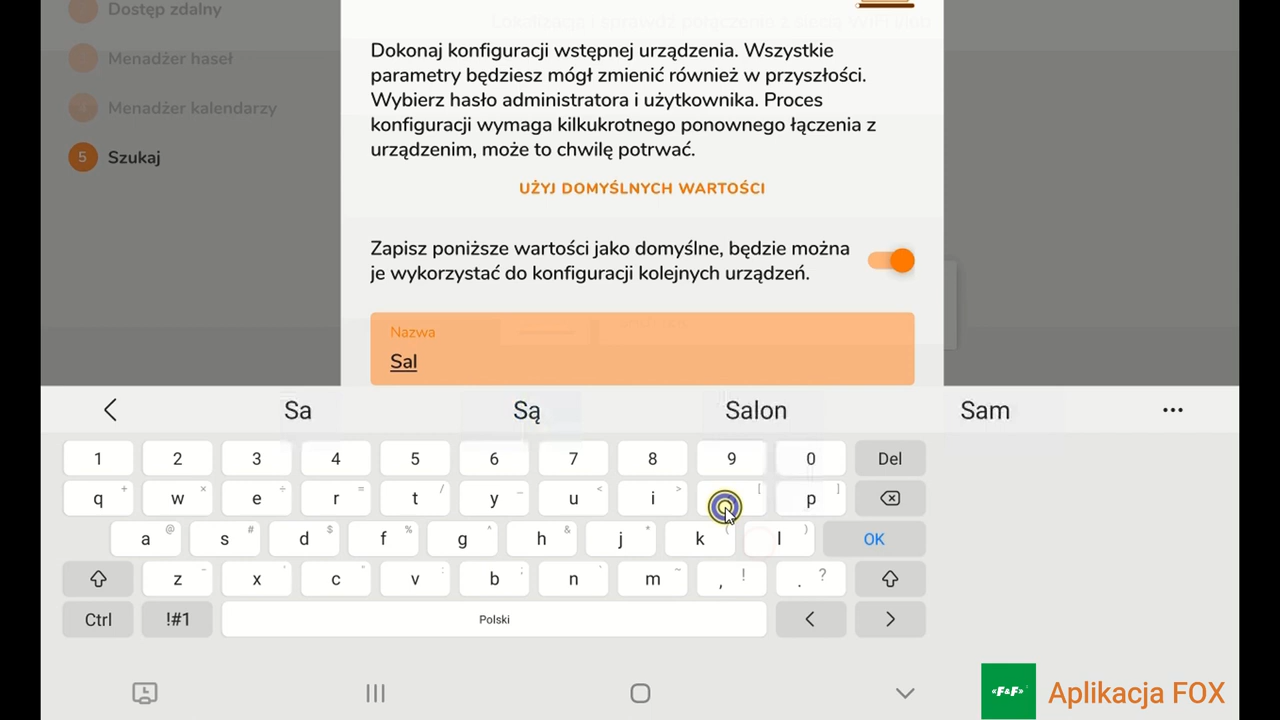 Dostęp zdalny
Menadżer haseł
Menadżer kalendarzy
5 Szukaj
Dokonaj konfiguracji wstępnej urządzenia. Wszystkie
parametry będziesz mógł zmienić również w przyszłości.
Wybierz hasło administratora i użytkownika. Proces
konfiguracji wymaga kilkukrotnego ponownego łączenia z
urządzeniem, może to chwilę potrwać.
UŻYJ DOMYŚLNYCH WARTOŚCI
Zapisz poniższe wartości jako domyślne, będzie można
je wykorzystać do konfiguracji kolejnych urządzeń.
Nazwa
Sal
Sa Są Salon Sam ...
1 2 3 4 5 6 7 8 9 0 Del
q + w × e ÷ r = t / y _ u < i > [ p ]
a @ s # d $ f % g ^ h & j * k ( l )
OK
z - x ' c " v : b ; n ` m ~ , ! . ?
Ctrl !#1 Polski < >
«F&F» Aplikacja FOX